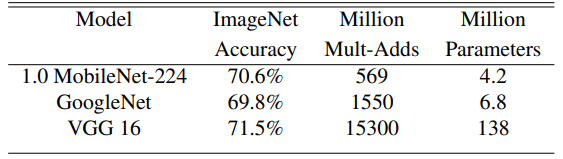 Model ImageNet Million Million
Accuracy Mult-Adds Parameters
1.0 MobileNet-224 70.6% 569 4.2
GoogleNet 69.8% 1550 6.8
VGG 16 71.5% 15300 138